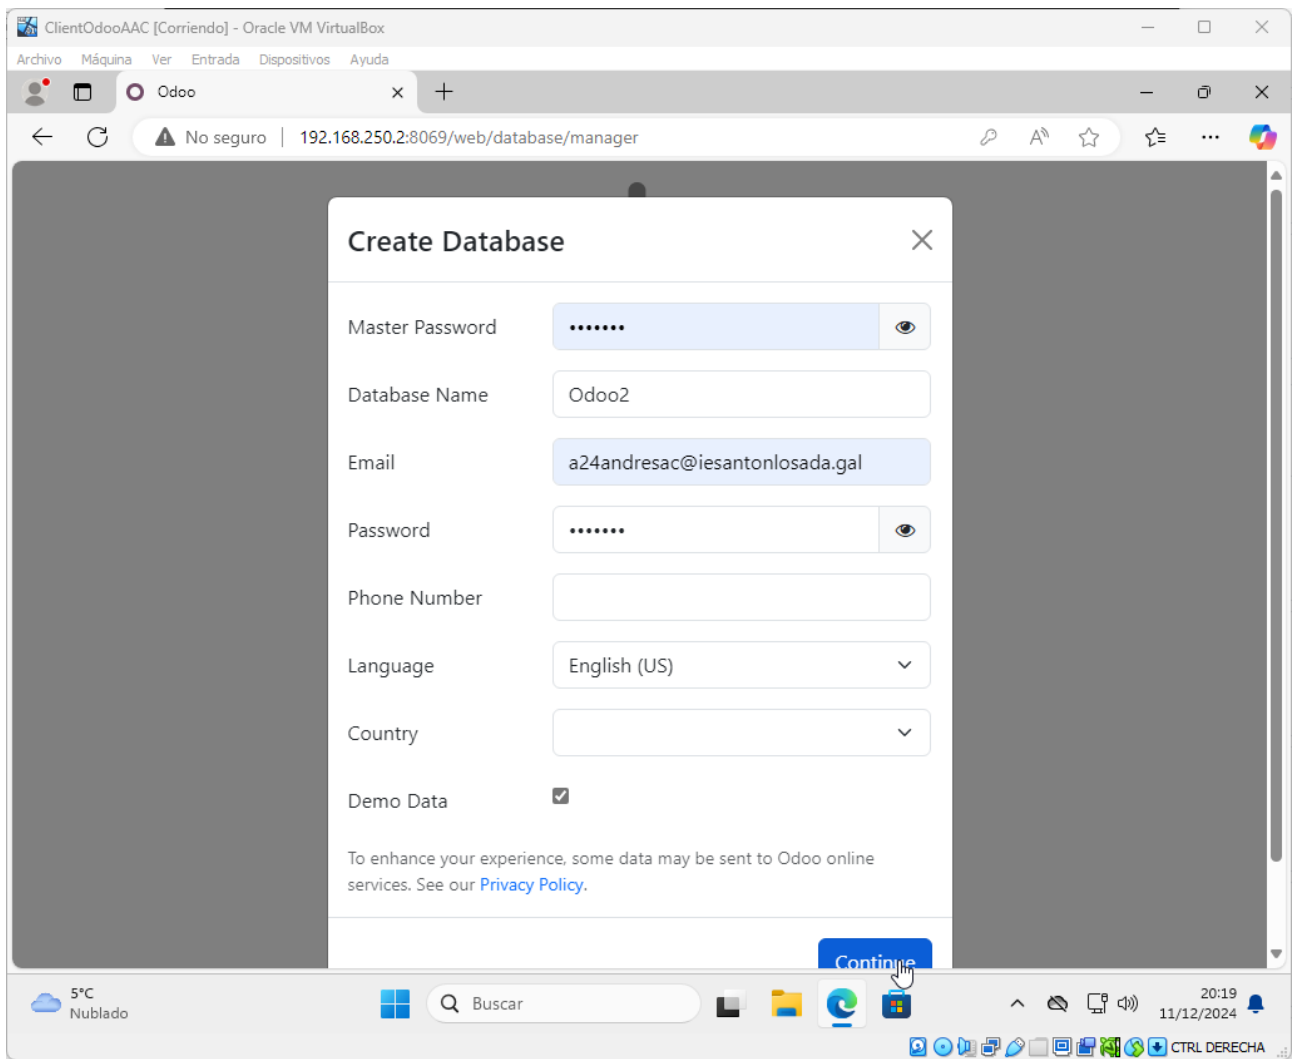 ClientOdooAAC [Corriendo] - Oracle VM VirtualBox
Archivo Máquina Ver Entrada Dispositivos Ayuda
Odoo
No seguro 192.168.250.2:8069/web/database/manager
Create Database
Master Password •••••••
Database Name Odoo2
Email a24andresac@iesantonlosada.gal
Password •••••••
Phone Number
Language English (US)
Country
Demo Data
To enhance your experience, some data may be sent to Odoo online
services. See our Privacy Policy.
Continue
5°C
Nublado
Buscar
20:19
11/12/2024
CTRL DERECHA